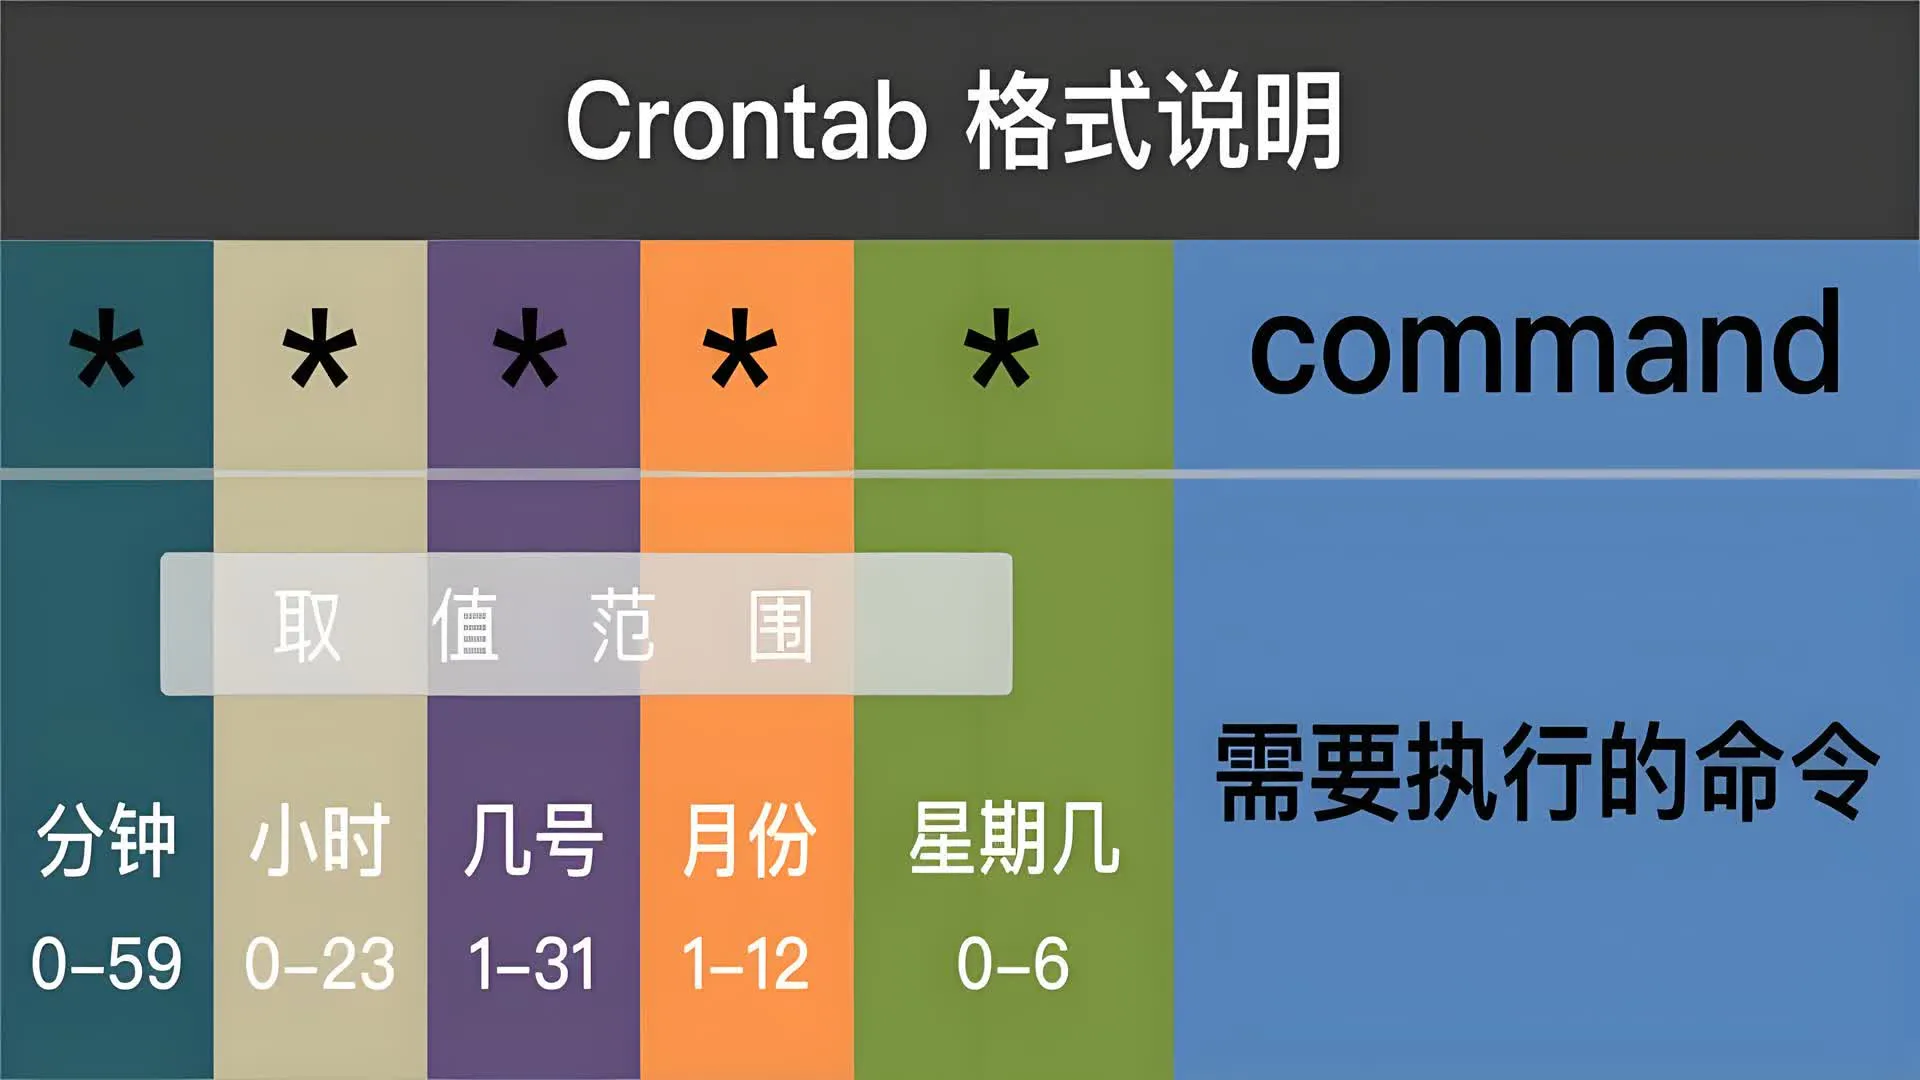 Crontab 格式说明
* * * * * command
取 值 范 围
需要执行的命令
分钟 小时 几号 月份 星期几
0-59 0-23 1-31 1-12 0-6